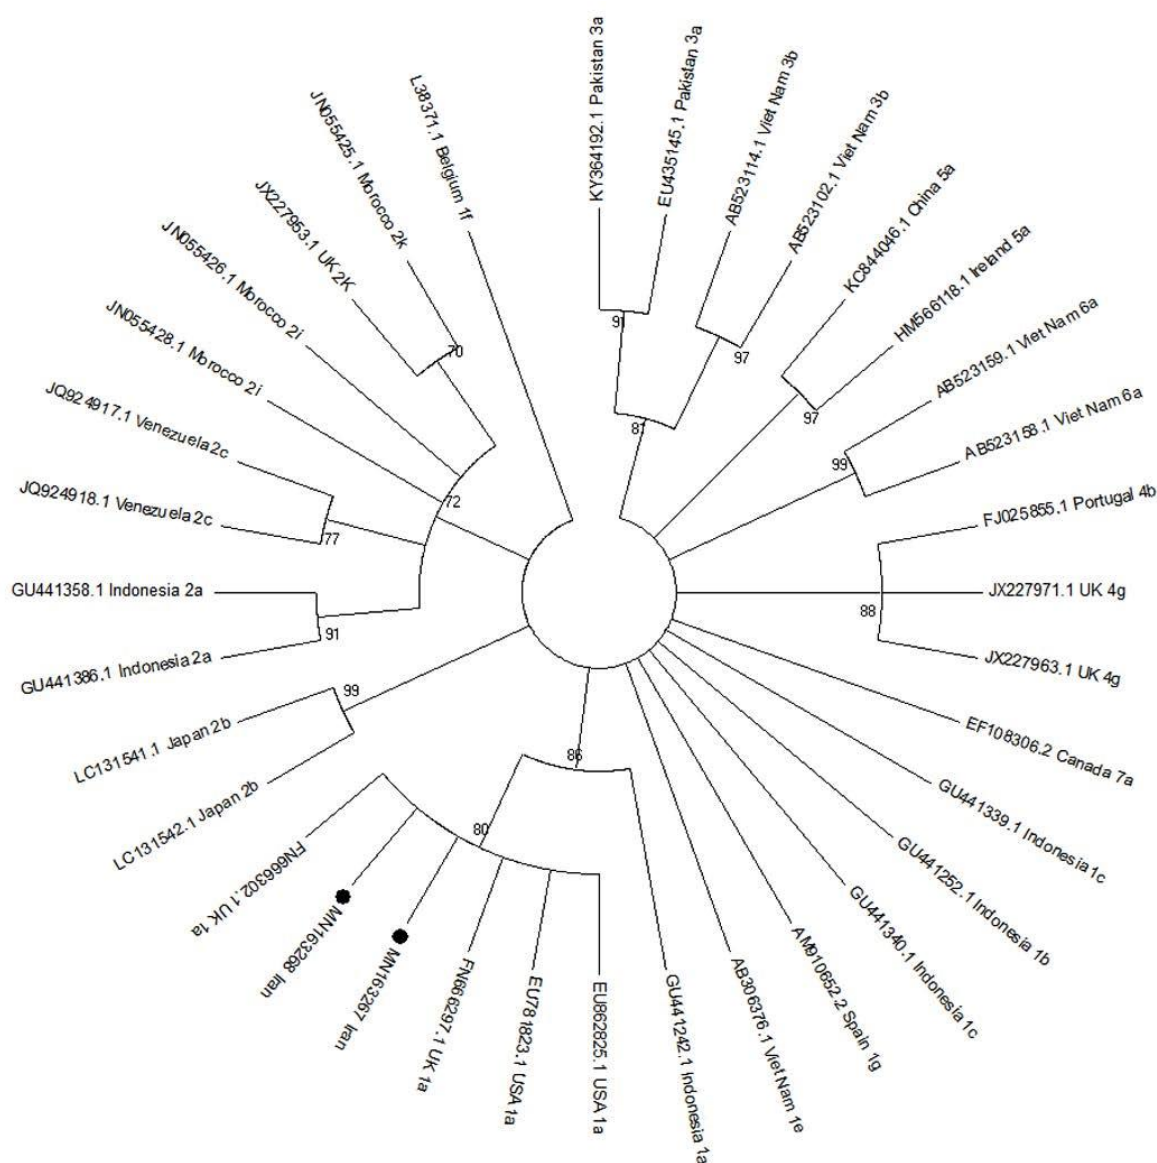 KY364192.1 Pakistan 3a
EU435145.1 Pakistan 3a
AB523114.1 Viet Nam 3b
AB523102.1 Viet Nam 3b
KC844046.1 China 5a
HM566118.1 Ireland 5a
AB523159.1 Viet Nam 6a
AB523158.1 Viet Nam 6a
FJ025855.1 Portugal 4b
JX227971.1 UK 4g
JX227963.1 UK 4g
EF108306.2 Canada 7a
GU441339.1 Indonesia 1c
GU441252.1 Indonesia 1b
GU441340.1 Indonesia 1c
AM910652.2 Spain 1g
AB306376.1 Viet Nam 1e
GU441242.1 Indonesia 1a
EU862825.1 USA 1a
EU781823.1 USA 1a
FN666297.1 UK 1a
MN163267 Iran
MN163268 Iran
FN666302.1 UK 1a
LC131542.1 Japan 2b
LC131541.1 Japan 2b
GU441386.1 Indonesia 2a
GU441358.1 Indonesia 2a
JQ924918.1 Venezuela 2c
JQ924917.1 Venezuela 2c
JN055428.1 Morocco 2i
JN055426.1 Morocco 2i
JX227953.1 UK 2K
JN055425.1 Morocco 2k
L38371.1 Belgium 1f
91
97
81
97
99
88
86
80
99
91
77
72
70